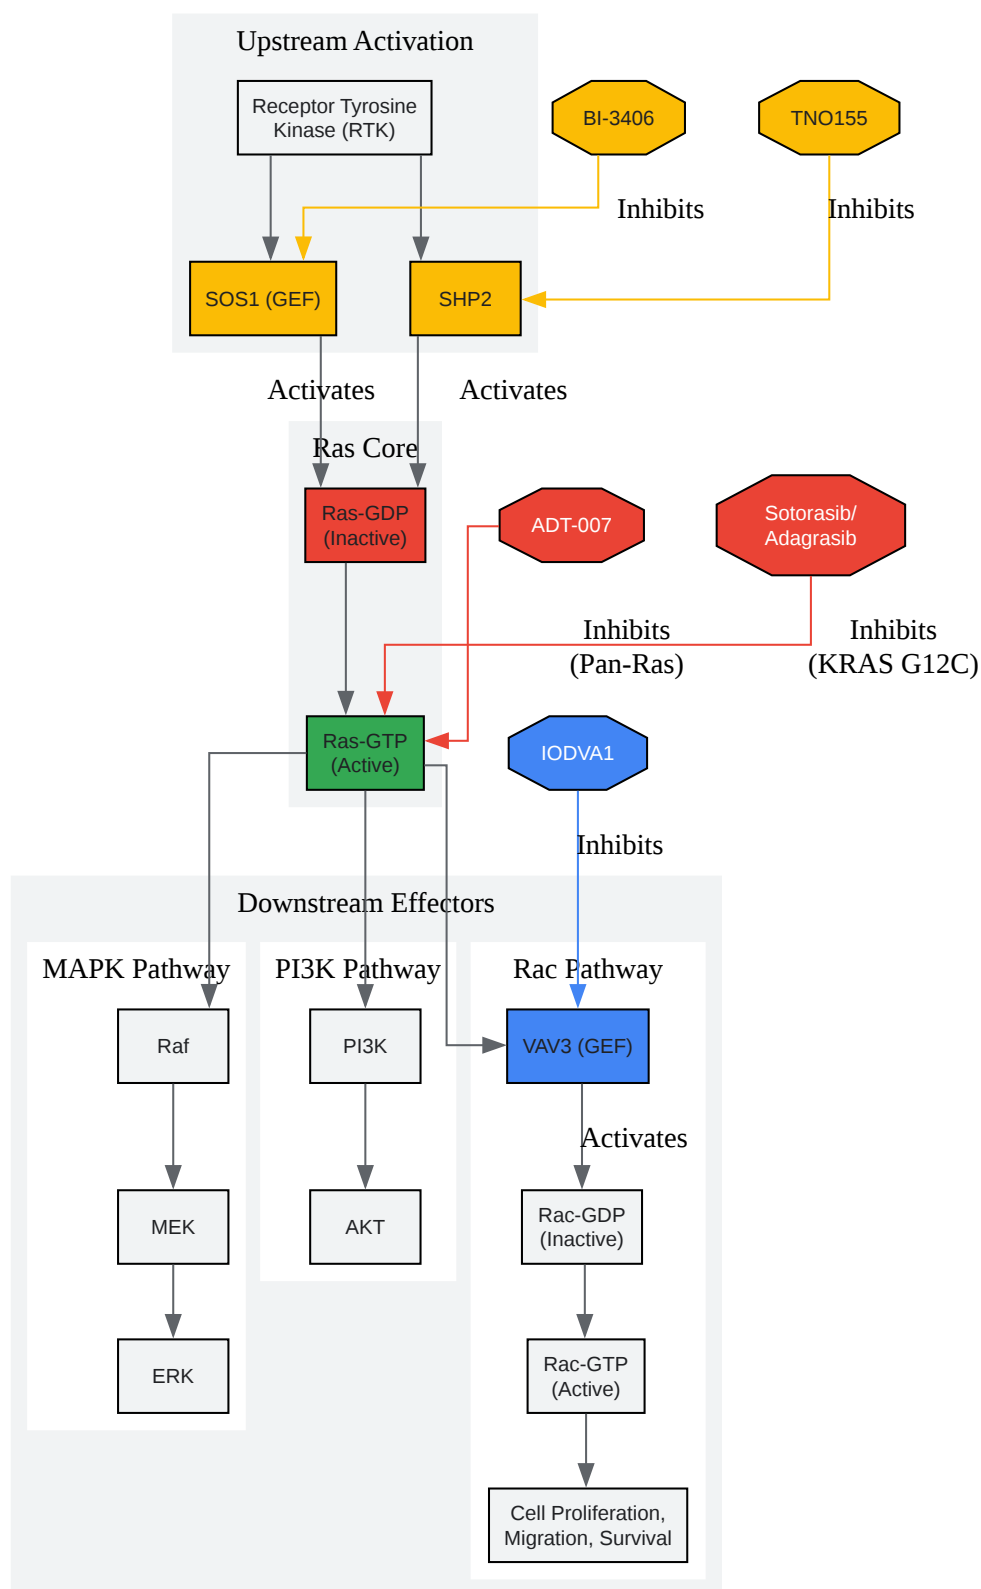 Upstream Activation
Receptor Tyrosine
Kinase (RTK)
BI-3406
TNO155
Inhibits
Inhibits
SOS1 (GEF)
SHP2
Activates
Activates
Ras Core
Ras-GDP
(Inactive)
ADT-007
Sotorasib/
Adagrasib
Inhibits
(Pan-Ras)
Inhibits
(KRAS G12C)
Ras-GTP
(Active)
IODVA1
Inhibits
Downstream Effectors
MAPK Pathway
PI3K Pathway
Rac Pathway
Raf
PI3K
VAV3 (GEF)
Activates
MEK
AKT
Rac-GDP
(Inactive)
ERK
Rac-GTP
(Active)
Cell Proliferation,
Migration, Survival